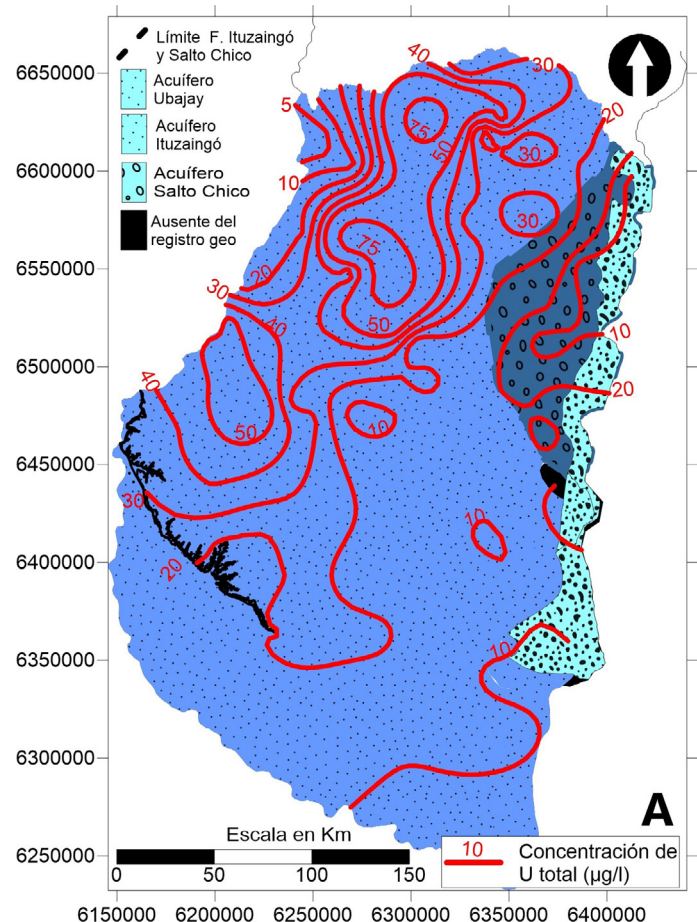 Límite F. Ituzaingó
y Salto Chico
Acuífero
Ubajay
Acuífero
Ituzaingó
Acuífero
Salto Chico
Ausente del
registro geo
6650000
6600000
6550000
6500000
6450000
6400000
6350000
6300000
6250000
40
30
5
75
20
50
10
30
30
75
20
30
40
50
10
40
50
20
10
30
10
20
10
A
Escala en Km
0 50 100 150
10
Concentración de
U total (µg/l)
6150000 6200000 6250000 6300000 6350000 6400000